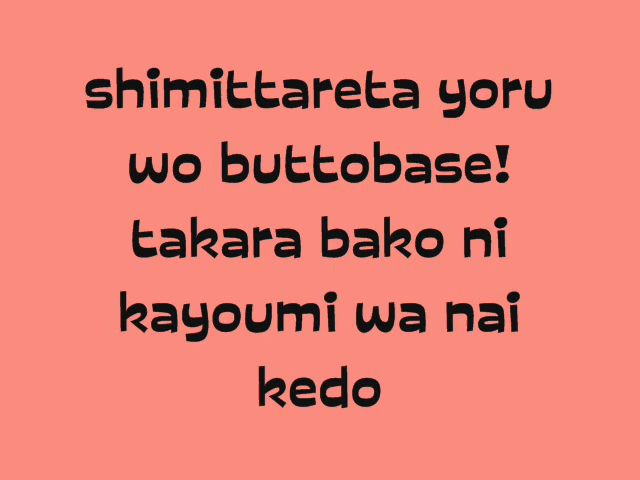 shimittareta yoru
wo buttobase!
takara bako ni
kayoumi wa nai
kedo